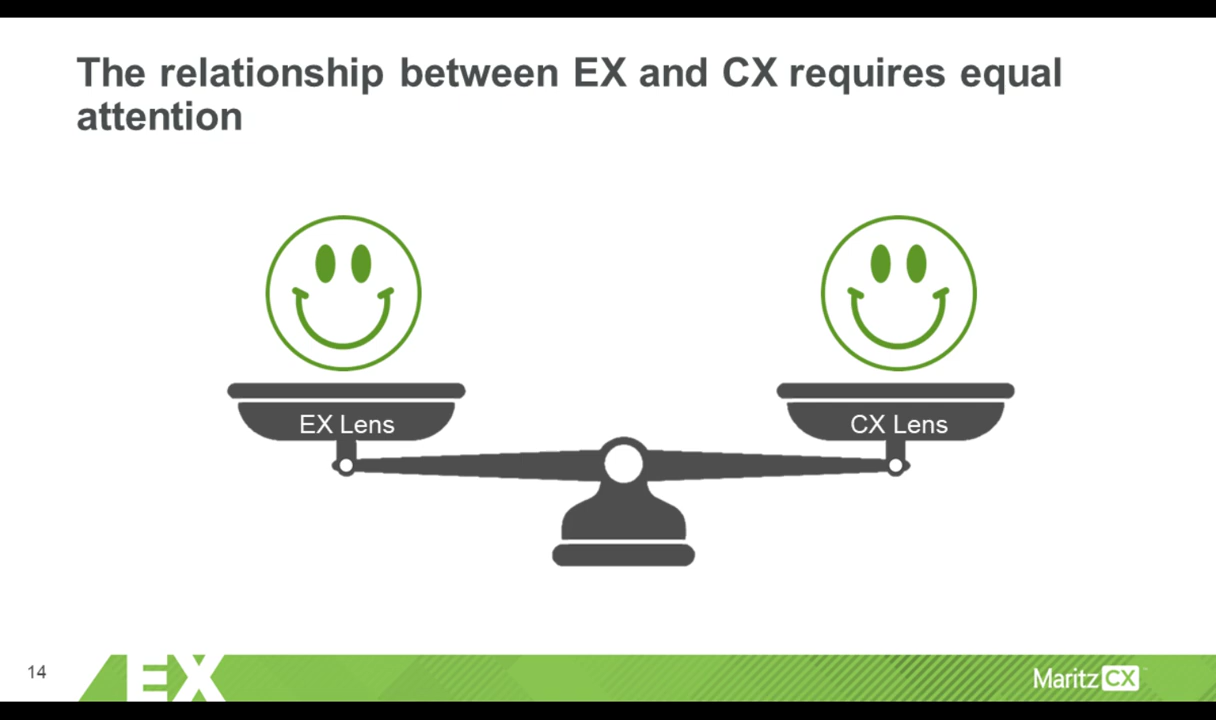 The relationship between EX and CX requires equal
attention
EX Lens
CX Lens
14
EX
MaritzCX